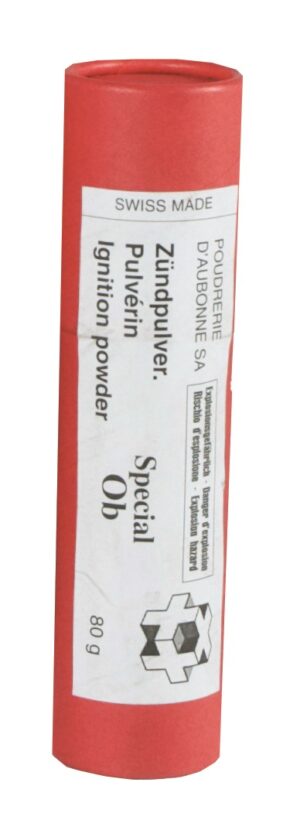 SWISS MADE
POUDRERIE
D'AUBONNE SA
Explosionsgefährlich - Danger d'explosion
Rischio d'esplosione - Explosion hazard
Zündpulver.
Pulvérin
Ignition powder
Special
Ob
80 g